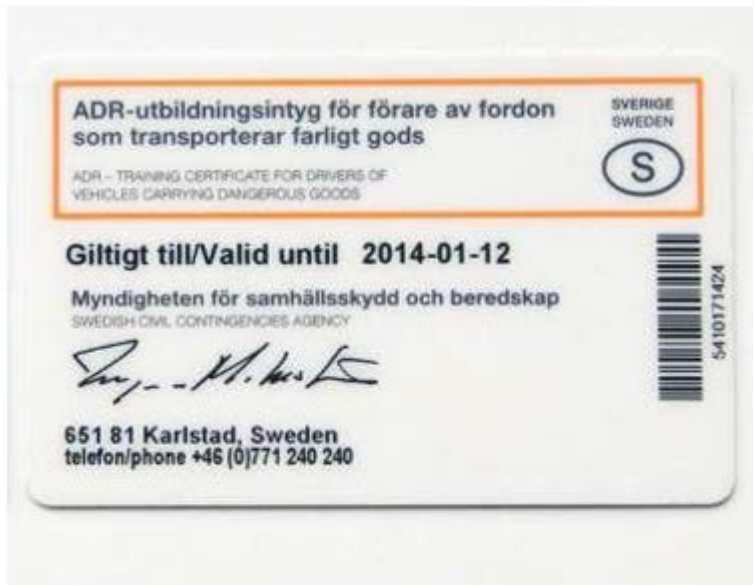 ADR-utbildningsintyg för förare av fordon
som transporterar farligt gods
SVERIGE
SWEDEN
S
ADR - TRAINING CERTIFICATE FOR DRIVERS OF
VEHICLES CARRYING DANGEROUS GOODS
Giltigt till/Valid until 2014-01-12
Myndigheten för samhällsskydd och beredskap
SWEDISH CIVIL CONTINGENCIES AGENCY
651 81 Karlstad, Sweden
telefon/phone +46 (0)771 240 240
5410171424